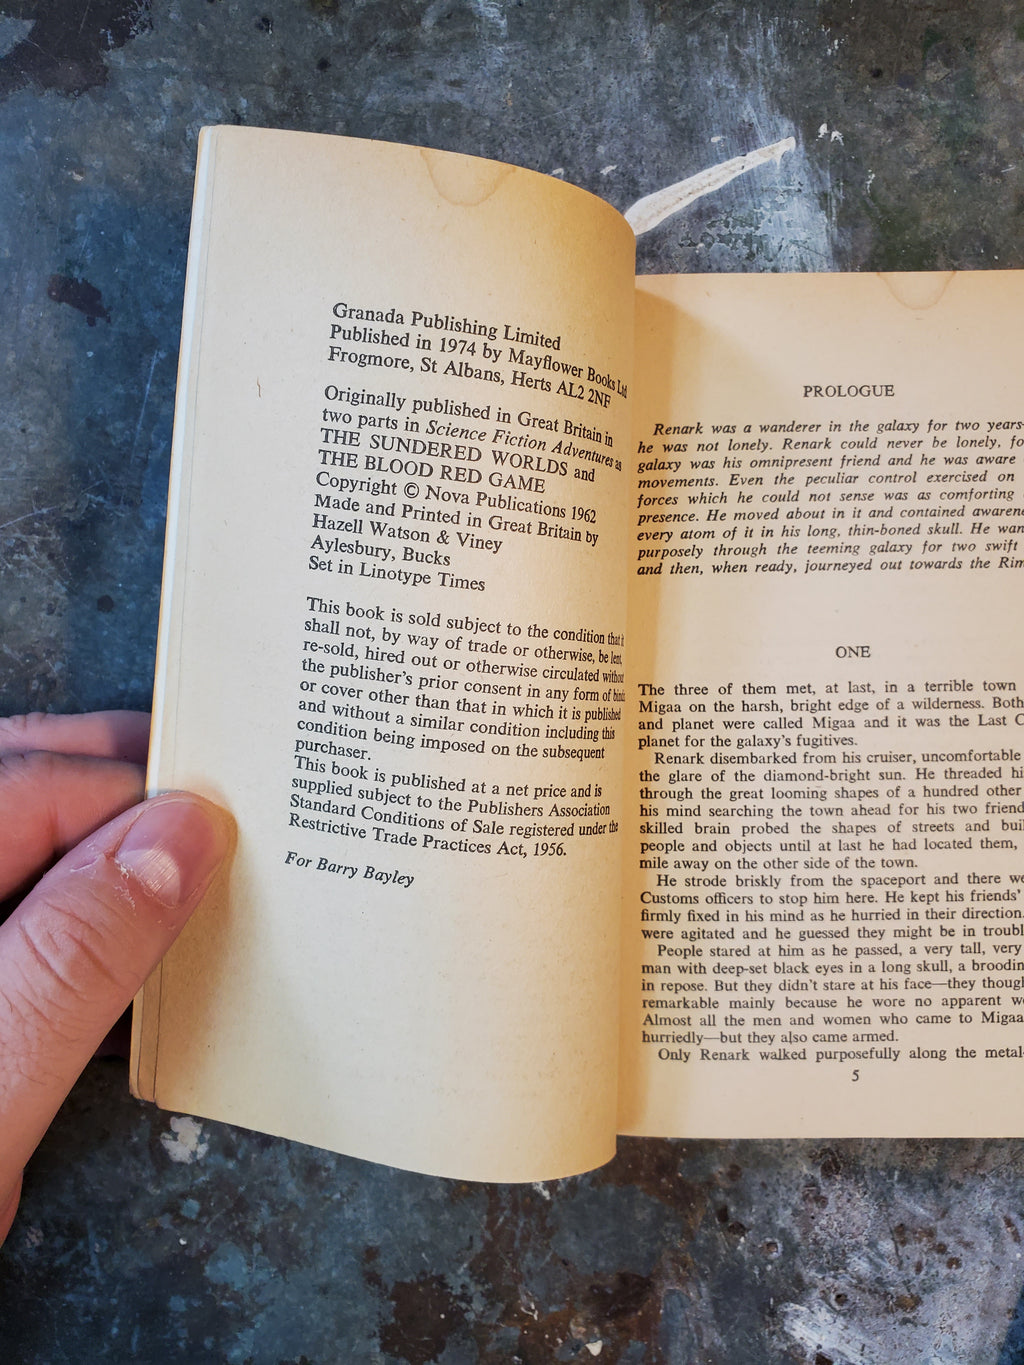 Granada Publishing Limited
Published in 1974 by Mayflower Books Ltd
Frogmore, St Albans, Herts AL2 2NF
Originally published in Great Britain in
two parts in Science Fiction Adventures as
THE SUNDERED WORLDS and
THE BLOOD RED GAME
Copyright © Nova Publications 1962
Made and Printed in Great Britain by
Hazell Watson & Viney
Aylesbury, Bucks
Set in Linotype Times
This book is sold subject to the condition that it
shall not, by way of trade or otherwise, be lent,
re-sold, hired out or otherwise circulated without
the publisher's prior consent in any form of
or cover other than that in which it is published
and without a similar condition including this
condition being imposed on the subsequent
purchaser.
This book is published at a net price and is
supplied subject to the Publishers Association
Standard Conditions of Sale registered under the
Restrictive Trade Practices Act, 1956.
For Barry Bayley
PROLOGUE
Renark was a wanderer in the galaxy for two years
he was not lonely. Renark could never be lonely,
galaxy was his omnipresent friend and he was aware
movements. Even the peculiar control exercised on
forces which he could not sense was as comforting
presence. He moved about in it and contained
every atom of it in his long, thin-boned skull. He
purposely through the teeming galaxy for two swift
and then, when ready, journeyed out towards the Rim
ONE
The three of them met, at last, in a terrible town
Migaa on the harsh, bright edge of a wilderness. Both
and planet were called Migaa and it was the Last
planet for the galaxy's fugitives.
Renark disembarked from his cruiser, uncomfortable
the glare of the diamond-bright sun. He threaded
through the great looming shapes of a hundred other
his mind searching the town ahead for his two
skilled brain probed the shapes of streets and
people and objects until at last he had located them,
mile away on the other side of the town.
He strode briskly from the spaceport and there
Customs officers to stop him here. He kept his friends'
firmly fixed in his mind as he hurried in their direction.
were agitated and he guessed they might be in
People stared at him as he passed, a very tall, very
man with deep-set black eyes in a long skull, a
in repose. But they didn't stare at his face—they
remarkable mainly because he wore no apparent
Almost all the men and women who came to Migaa
hurriedly—but they also came armed.
Only Renark walked purposefully along the metal-
5